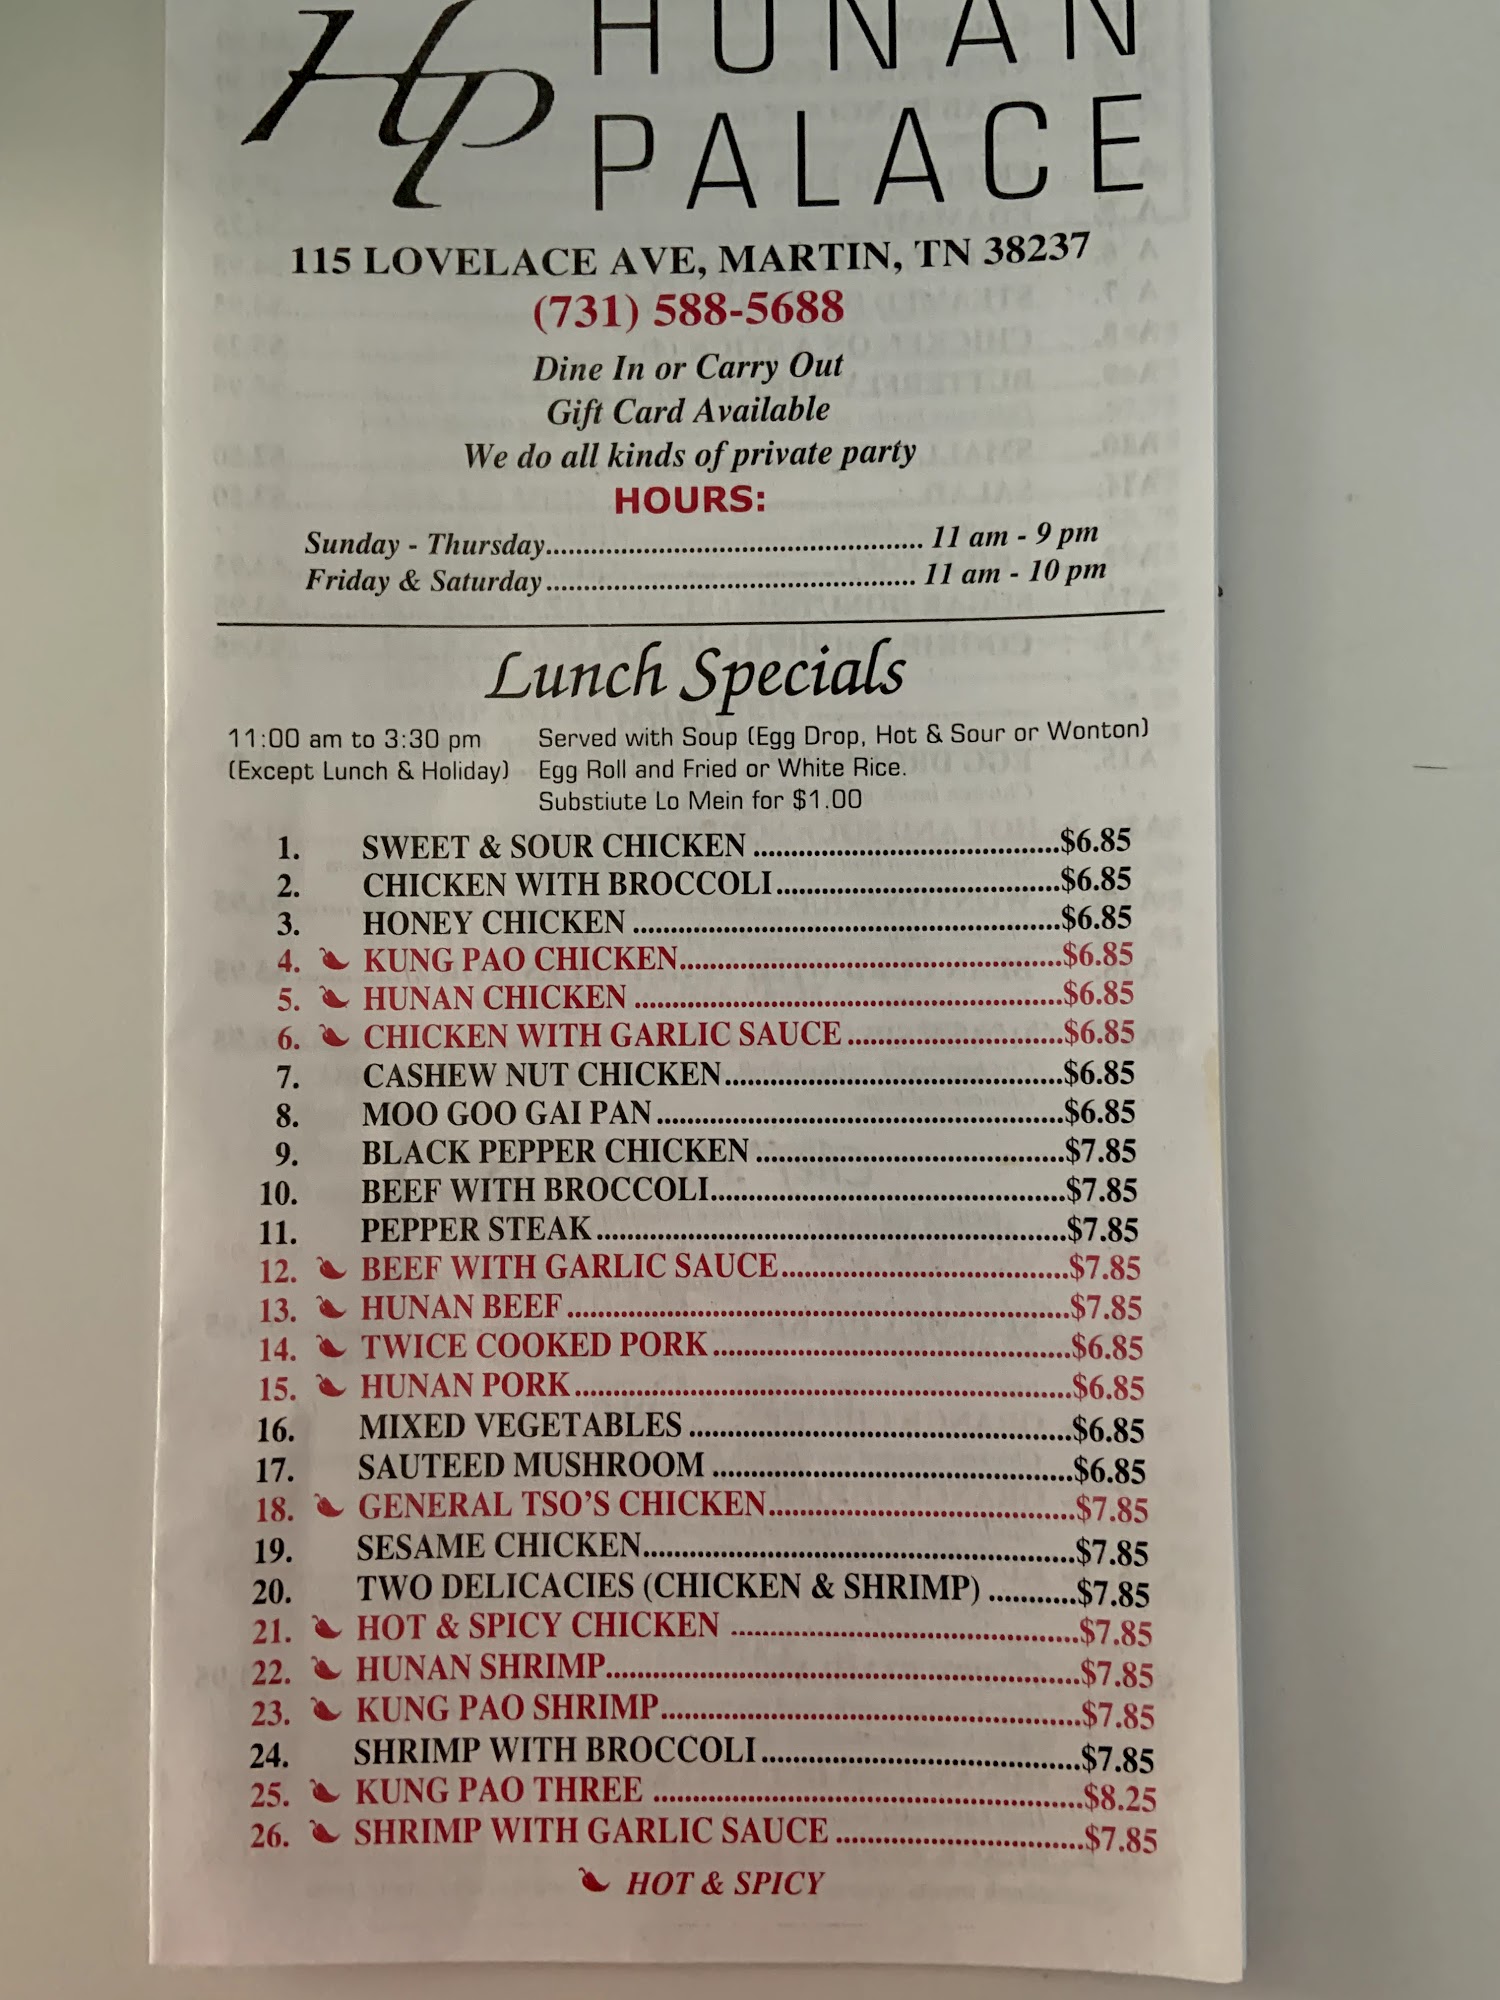 HP HUNAN
PALACE
115 LOVELACE AVE, MARTIN, TN 38237
(731) 588-5688
Dine In or Carry Out
Gift Card Available
We do all kinds of private party
HOURS:
Sunday - Thursday................................................ 11 am - 9 pm
Friday & Saturday ............................................... 11 am - 10 pm
Lunch Specials
11:00 am to 3:30 pm
(Except Lunch & Holiday)
Served with Soup (Egg Drop, Hot & Sour or Wonton)
Egg Roll and Fried or White Rice.
Substiute Lo Mein for $1.00
1. SWEET & SOUR CHICKEN ........................................$6.85
2. CHICKEN WITH BROCCOLI.....................................$6.85
3. HONEY CHICKEN ........................................................$6.85
4. KUNG PAO CHICKEN..................................................$6.85
5. HUNAN CHICKEN ........................................................$6.85
6. CHICKEN WITH GARLIC SAUCE ............................$6.85
7. CASHEW NUT CHICKEN............................................$6.85
8. MOO GOO GAI PAN.....................................................$6.85
9. BLACK PEPPER CHICKEN ........................................$7.85
10. BEEF WITH BROCCOLI..............................................$7.85
11. PEPPER STEAK.............................................................$7.85
12. BEEF WITH GARLIC SAUCE.....................................$7.85
13. HUNAN BEEF.................................................................$7.85
14. TWICE COOKED PORK ..............................................$6.85
15. HUNAN PORK................................................................$6.85
16. MIXED VEGETABLES .................................................$6.85
17. SAUTEED MUSHROOM ..............................................$6.85
18. GENERAL TSO'S CHICKEN.......................................$7.85
19. SESAME CHICKEN........................................................$7.85
20. TWO DELICACIES (CHICKEN & SHRIMP) ...........$7.85
21. HOT & SPICY CHICKEN .............................................$7.85
22. HUNAN SHRIMP.............................................................$7.85
23. KUNG PAO SHRIMP......................................................$7.85
24. SHRIMP WITH BROCCOLI.........................................$7.85
25. KUNG PAO THREE .......................................................$8.25
26. SHRIMP WITH GARLIC SAUCE ................................$7.85
HOT & SPICY